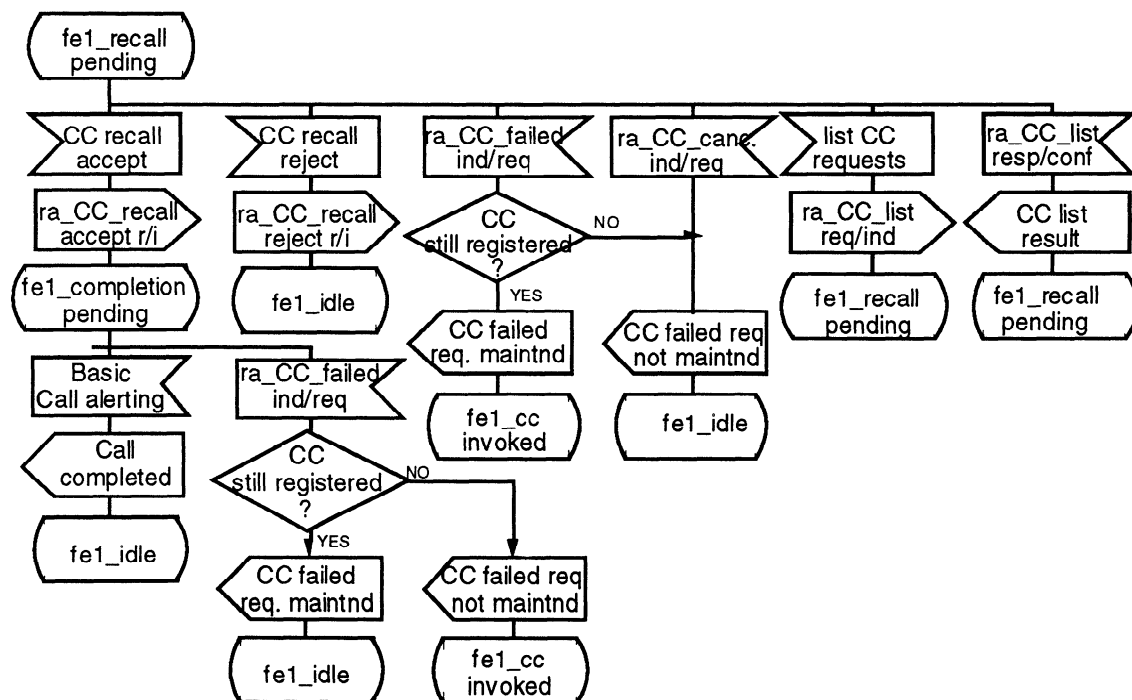 fe1_recall
pending
CC recall
accept
CC recall
reject
ra_CC_failed
ind/req
ra_CC_canc.
ind/req
list CC
requests
ra_CC_list
resp/conf
ra_CC_recall
accept r/i
ra_CC_recall
reject r/i
CC
still registered
?
NO
YES
ra_CC_list
req/ind
CC list
result
fe1_completion
pending
fe1_idle
CC failed
req. maintnd
CC failed req
not maintnd
fe1_recall
pending
fe1_recall
pending
Basic
Call alerting
ra_CC_failed
ind/req
fe1_cc
invoked
fe1_idle
Call
completed
CC
still registered
?
NO
YES
fe1_idle
CC failed
req. maintnd
CC failed req
not maintnd
fe1_idle
fe1_cc
invoked